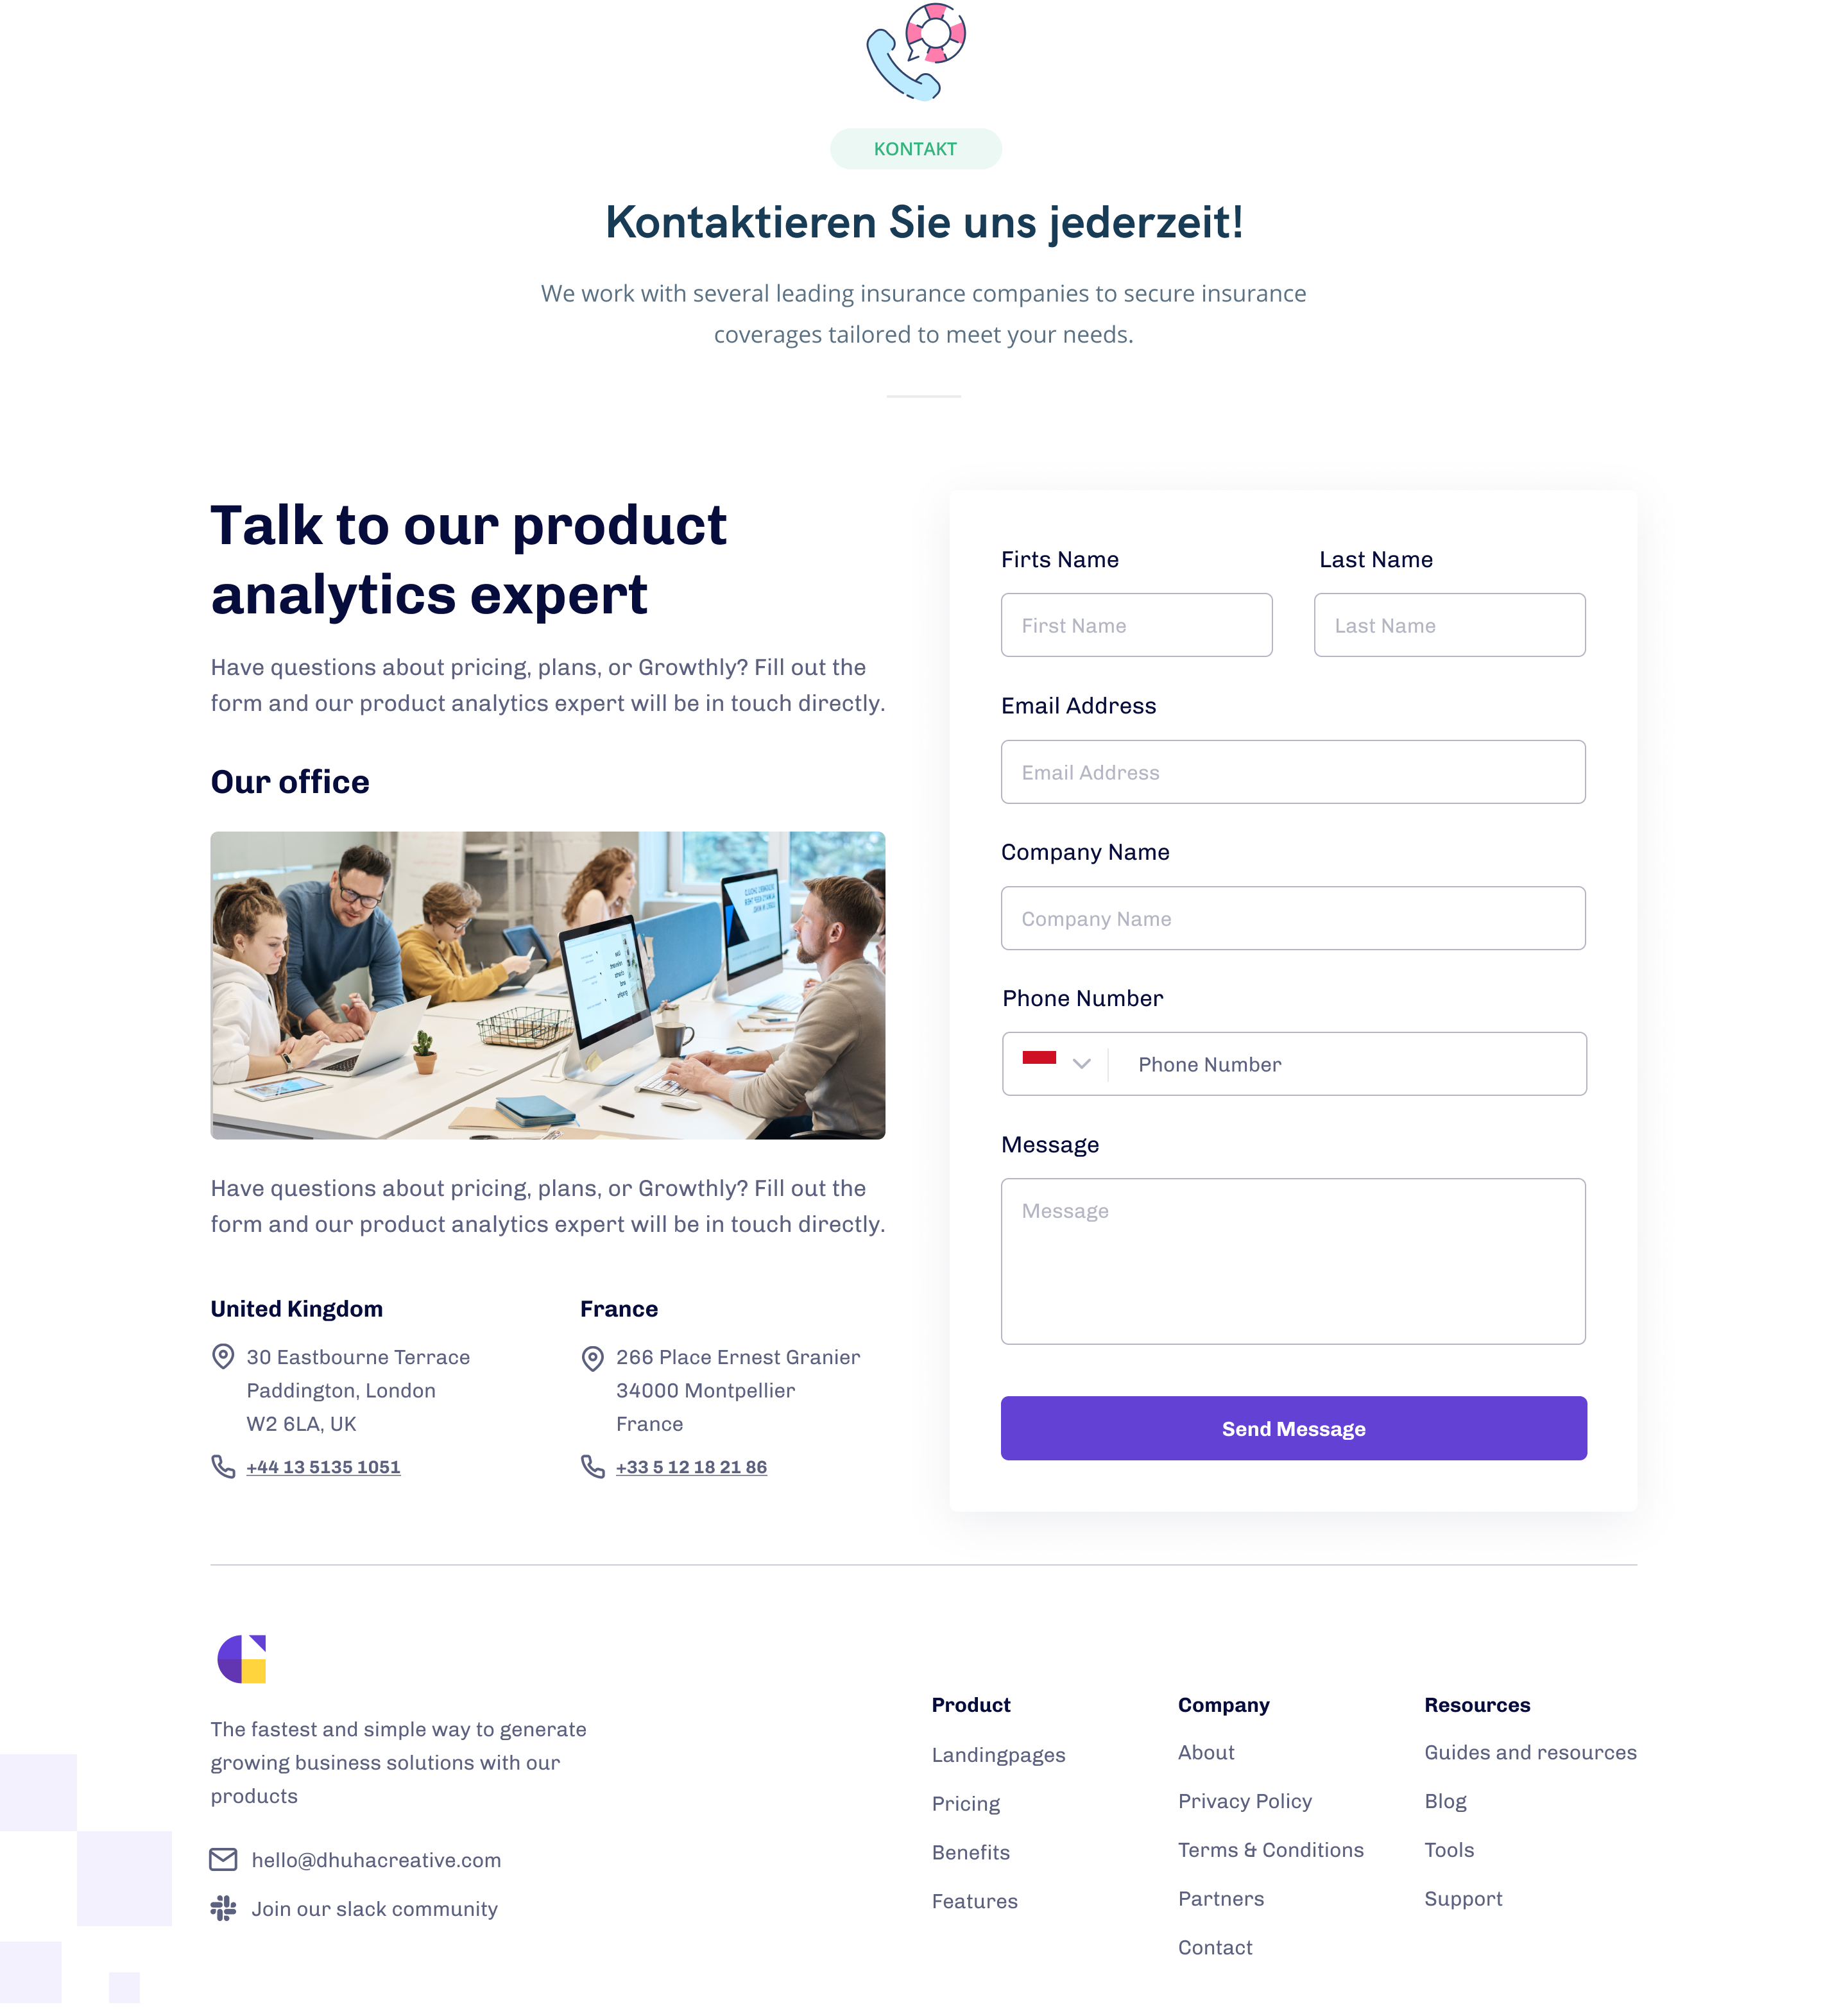 KONTAKT
Kontaktieren Sie uns jederzeit!
We work with several leading insurance companies to secure insurance
coverages tailored to meet your needs.
Talk to our product
analytics expert
Have questions about pricing, plans, or Growthly? Fill out the
form and our product analytics expert will be in touch directly.
Our office
Have questions about pricing, plans, or Growthly? Fill out the
form and our product analytics expert will be in touch directly.
United Kingdom
30 Eastbourne Terrace
Paddington, London
W2 6LA, UK
+44 13 5135 1051
France
266 Place Ernest Granier
34000 Montpellier
France
+33 5 12 18 21 86
Firts Name
Last Name
First Name
Last Name
Email Address
Email Address
Company Name
Company Name
Phone Number
Phone Number
Message
Message
Send Message
The fastest and simple way to generate
growing business solutions with our
products
hello@dhuhacreative.com
Join our slack community
Product
Landingpages
Pricing
Benefits
Features
Company
About
Privacy Policy
Terms & Conditions
Partners
Contact
Resources
Guides and resources
Blog
Tools
Support